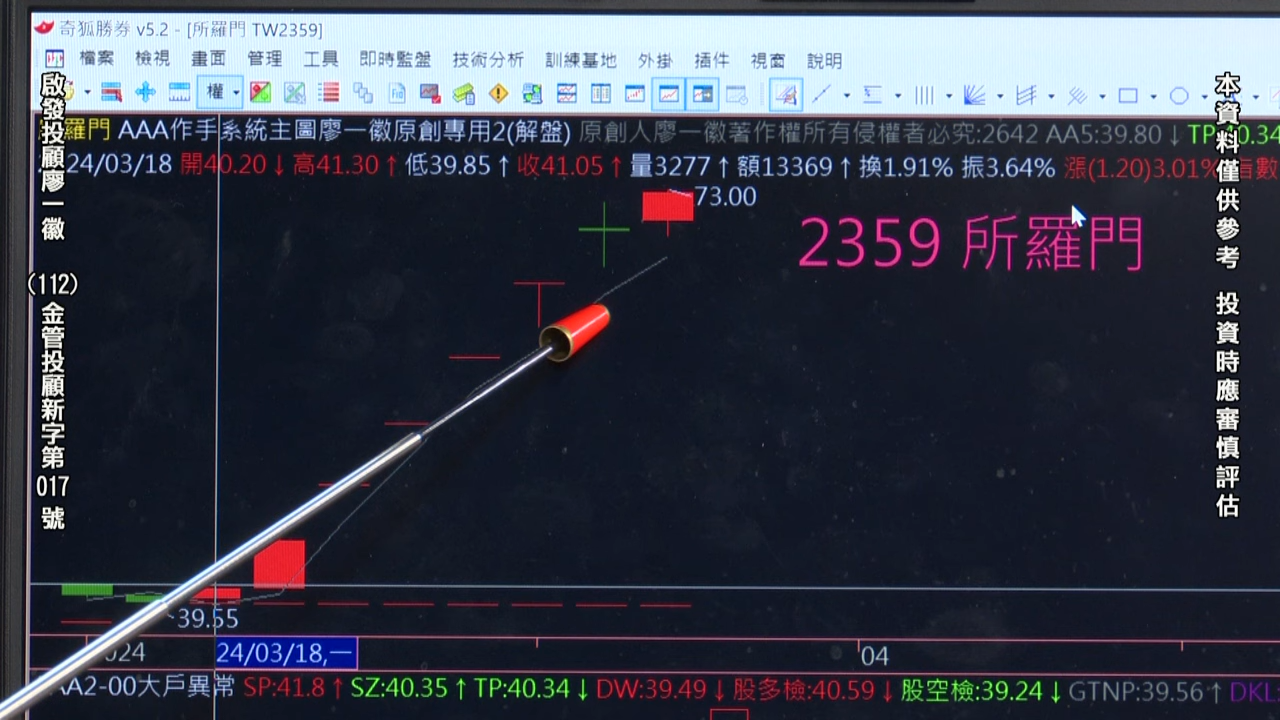 奇狐勝券 v5.2 - [所羅門 TW2359]
檔案 檢視 畫面 管理 工具 即時監盤 技術分析 訓練基地 外掛 插件 視窗 說明
權
羅門 AAA作手系統主圖廖一徽原創專用2(解盤) 原創人廖一徽著作權所有侵權者必究:2642 AA5:39.80↓ TP:40.34
24/03/18 開40.20↓ 高41.30↑ 低39.85↑ 收41.05↑ 量3277↑ 額13369↑ 換1.91% 振3.64% 漲(1.20)3.01% 指數
73.00
2359 所羅門
39.55
024
24/03/18,一
04
AA2-00大戶異常 SP:41.8↑ SZ:40.35↑ TP:40.34↓ DW:39.49↓ 股多檢:40.59↓ 股空檢:39.24↓ GTNP:39.56↑ DKL
啟發投顧廖一徽
(112)金管投顧新字第017號
本資料僅供參考 投資時應審慎評估